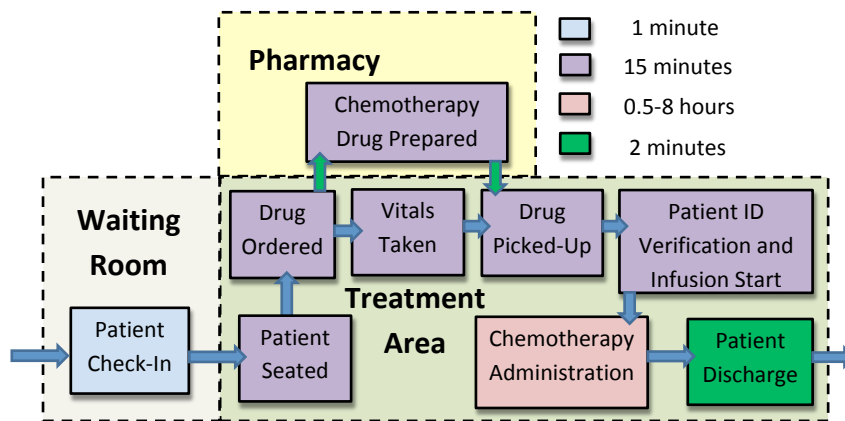 Pharmacy
Chemotherapy
Drug Prepared
1 minute
15 minutes
0.5-8 hours
2 minutes
Waiting
Room
Patient
Check-In
Drug
Ordered
Vitals
Taken
Drug
Picked-Up
Patient ID
Verification and
Infusion Start
Treatment
Area
Patient
Seated
Chemotherapy
Administration
Patient
Discharge